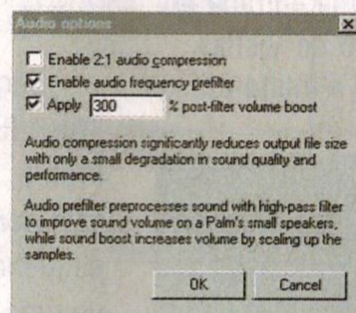 Audio options
Enable 2:1 audio compression
Enable audio frequency prefilter
Apply 300 % post-filter volume boost
Audio compression significantly reduces output file size
with only a small degradation in sound quality and
performance.
Audio prefilter preprocesses sound with high-pass filter
to improve sound volume on a Palm's small speakers,
while sound boost increases volume by scaling up the
samples.
OK Cancel